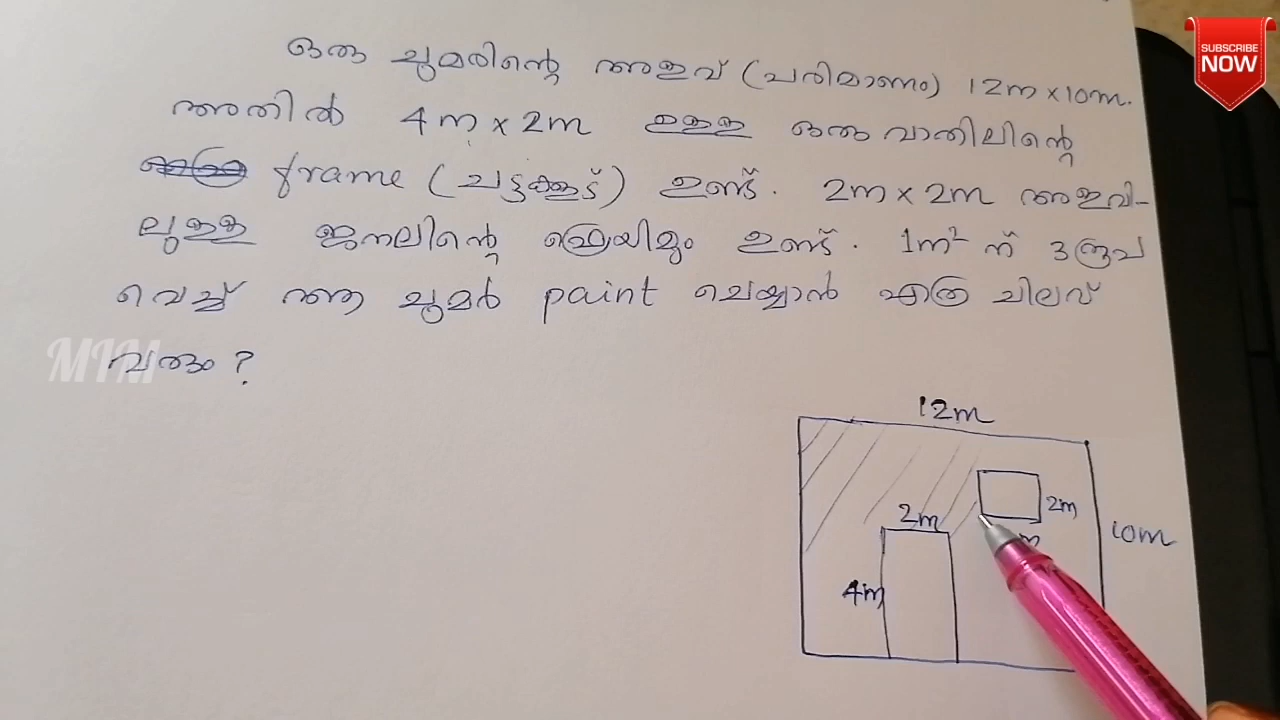 ഒരു ചുമരിന്റെ അളവ് (പരിമാണം) 12m x 10m.
അതിൽ 4m x 2m ഉള്ള ഒരു വാതിലിന്റെ
frame (ചട്ടക്കൂട്) ഉണ്ട്. 2m x 2m അളവി-
ലുള്ള ജനലിന്റെ ഫ്രെയിമും ഉണ്ട്. 1m² ന് 3 രൂപ
വെച്ച് ആ ചുമർ paint ചെയ്യാൻ എത്ര ചിലവ്
വരും?
12m
2m
2m
m
10m
4m
SUBSCRIBE
NOW
MIM